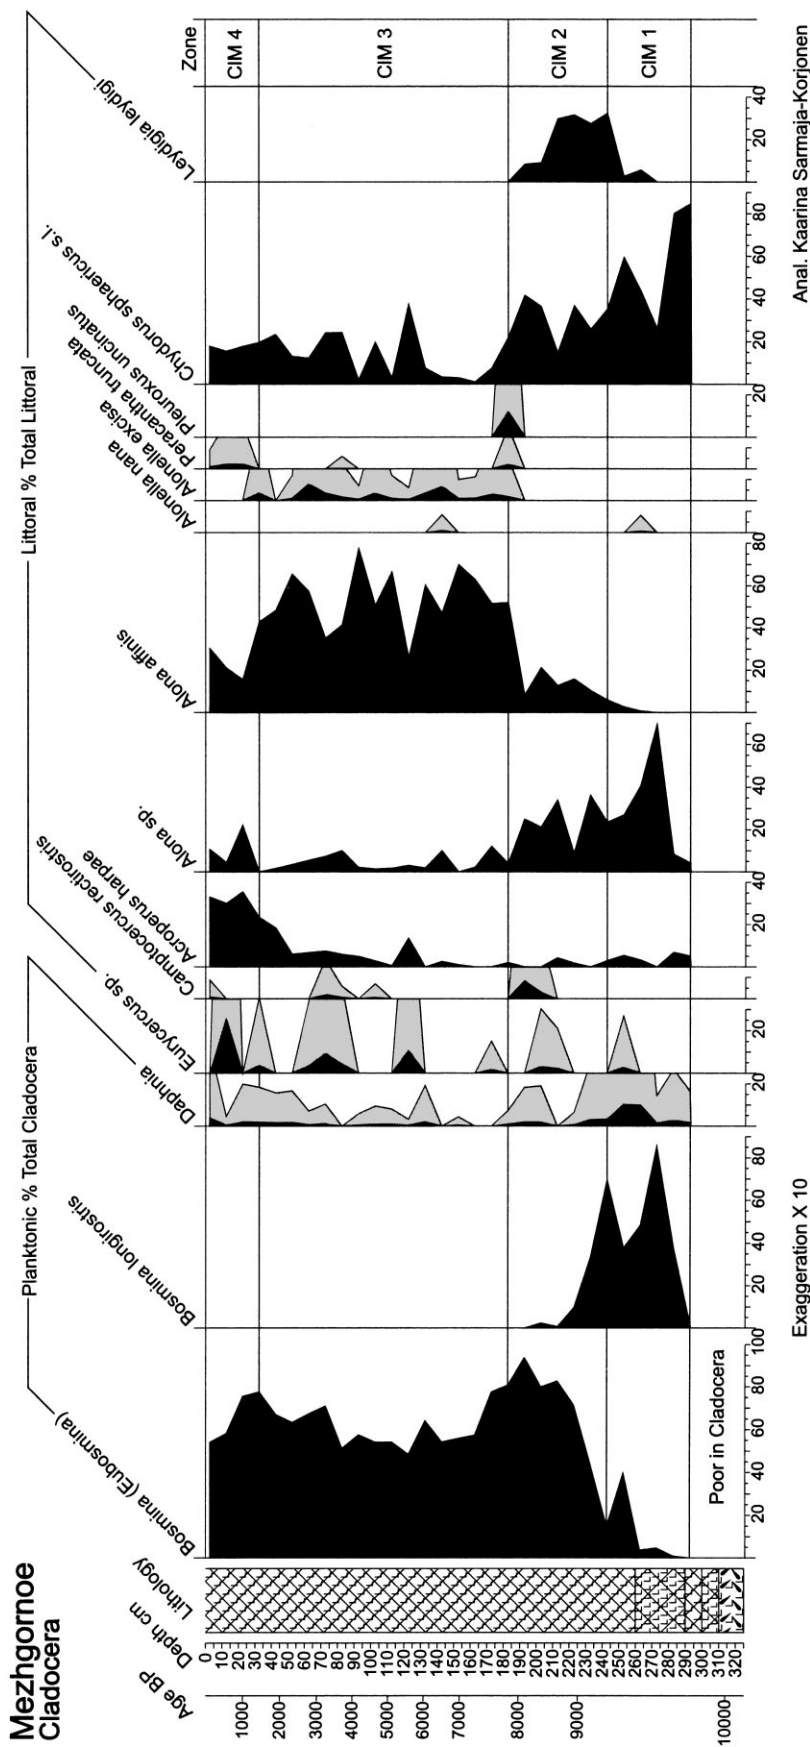 Mezhgornoe
Cladocera
Planktonic % Total Cladocera
Littoral % Total Littoral
Age BP
Depth cm
Lithology
Bosmina (Eubosmina)
Bosmina longirostris
Daphnia
Eurycercus sp.
Camptocercus rectirostris
Acroperus harpae
Alona sp.
Alona affinis
Alonella nana
Alonella excisa
Peracantha truncata
Pleuroxus uncinatus
Chydorus sphaericus s.l.
Leydigia leydigi
Zone
CIM 4
CIM 3
CIM 2
CIM 1
1000
2000
3000
4000
5000
6000
7000
8000
9000
10000
0
10
20
30
40
50
60
70
80
90
100
110
120
130
140
150
160
170
180
190
200
210
220
230
240
250
260
270
280
290
300
310
320
Poor in Cladocera
20 40 60 80 100
20 40 60 80
20
20
20 40
20 40 60
20 40 60 80
20
20 40 60 80
20 40
Exaggeration X 10
Anal. Kaarina Sarmaja-Korjonen